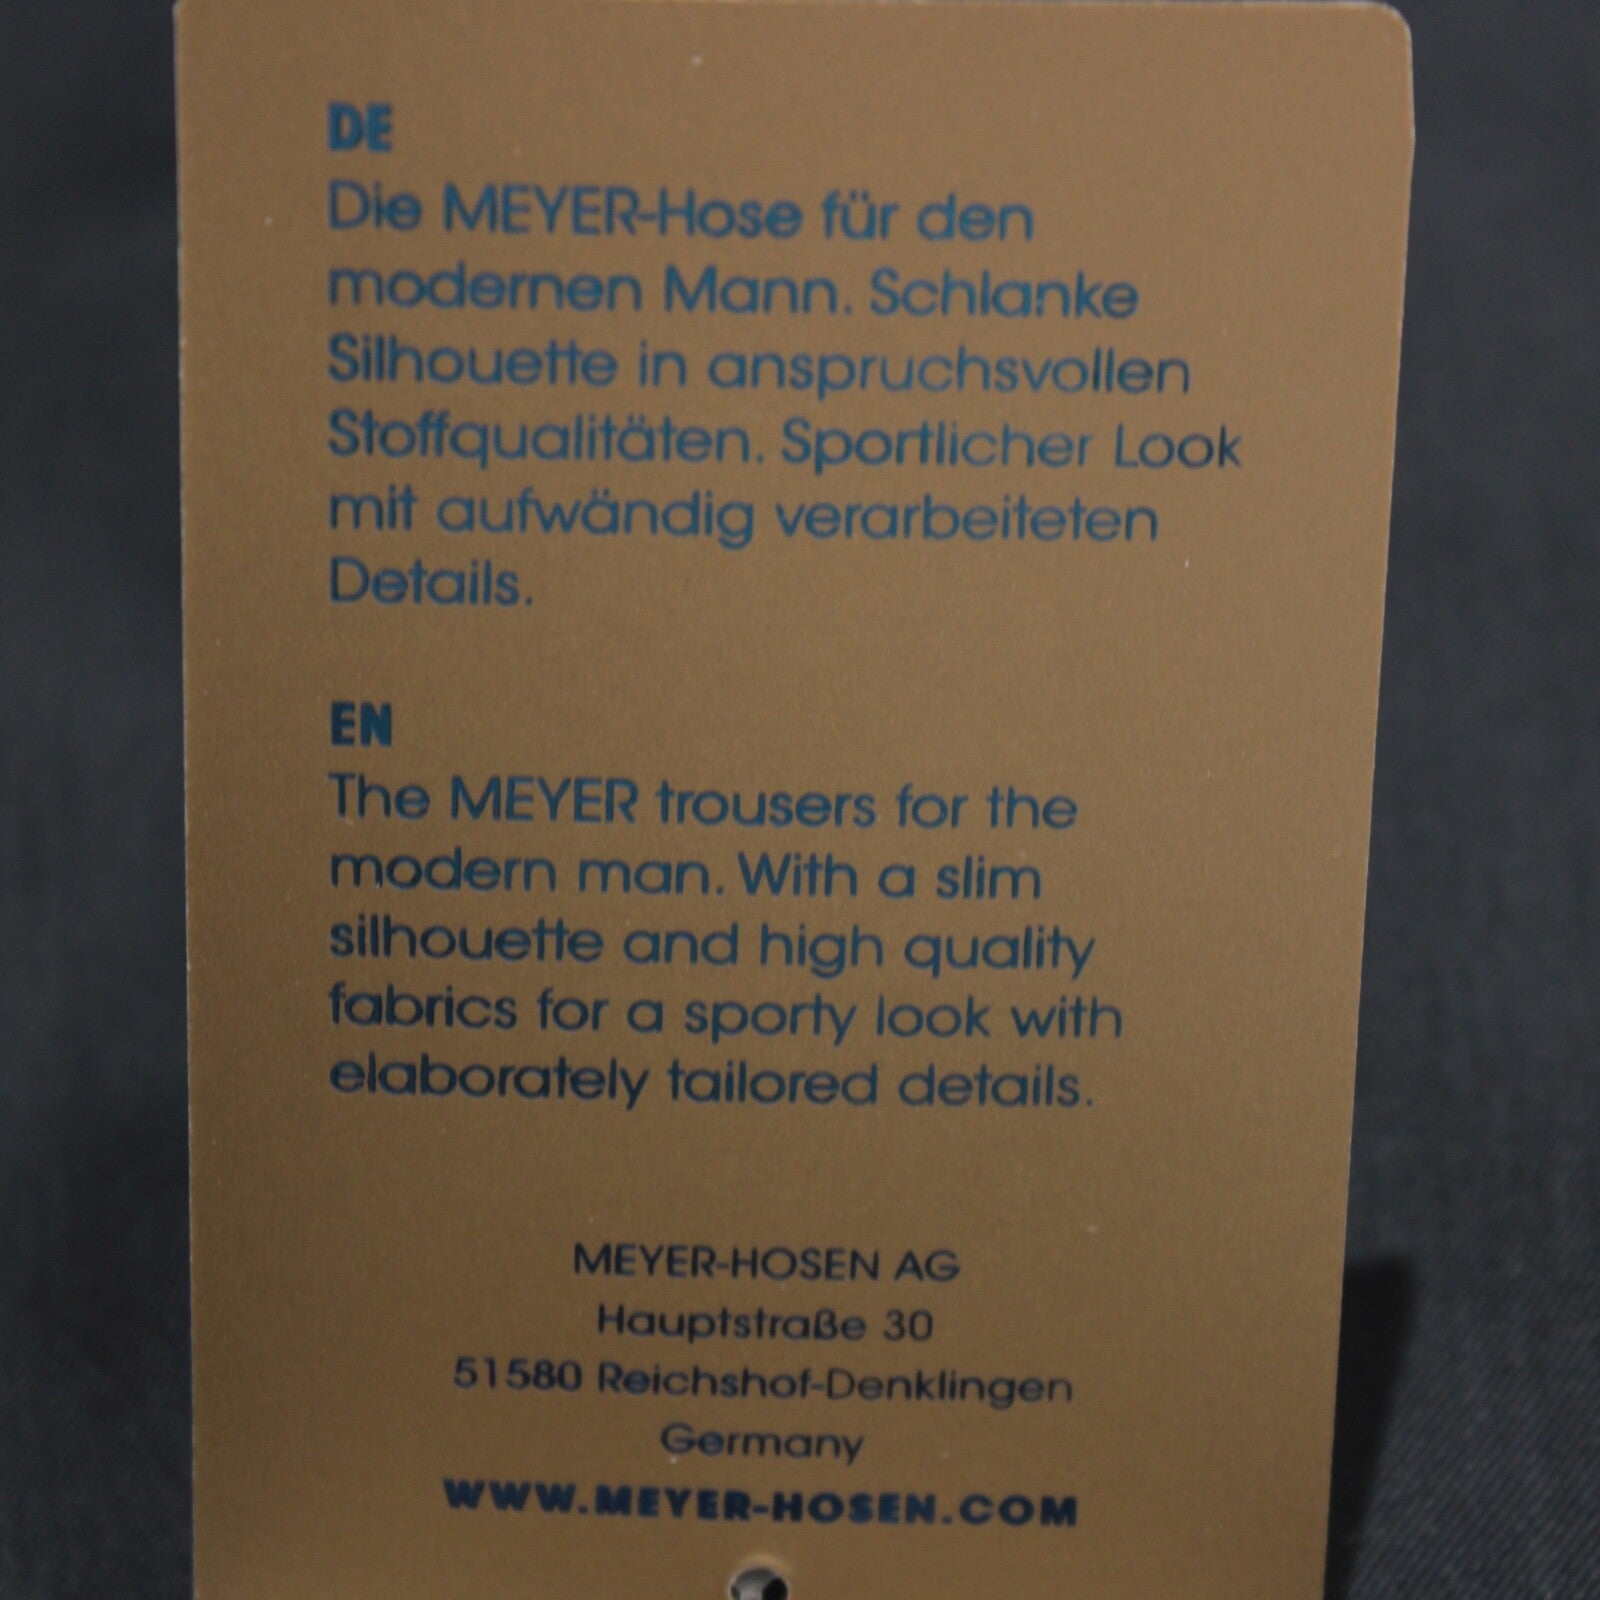 DE
Die MEYER-Hose für den
modernen Mann. Schlanke
Silhouette in anspruchsvollen
Stoffqualitäten. Sportlicher Look
mit aufwändig verarbeiteten
Details.
EN
The MEYER trousers for the
modern man. With a slim
silhouette and high quality
fabrics for a sporty look with
elaborately tailored details.
MEYER-HOSEN AG
Hauptstraße 30
51580 Reichshof-Denklingen
Germany
WWW.MEYER-HOSEN.COM